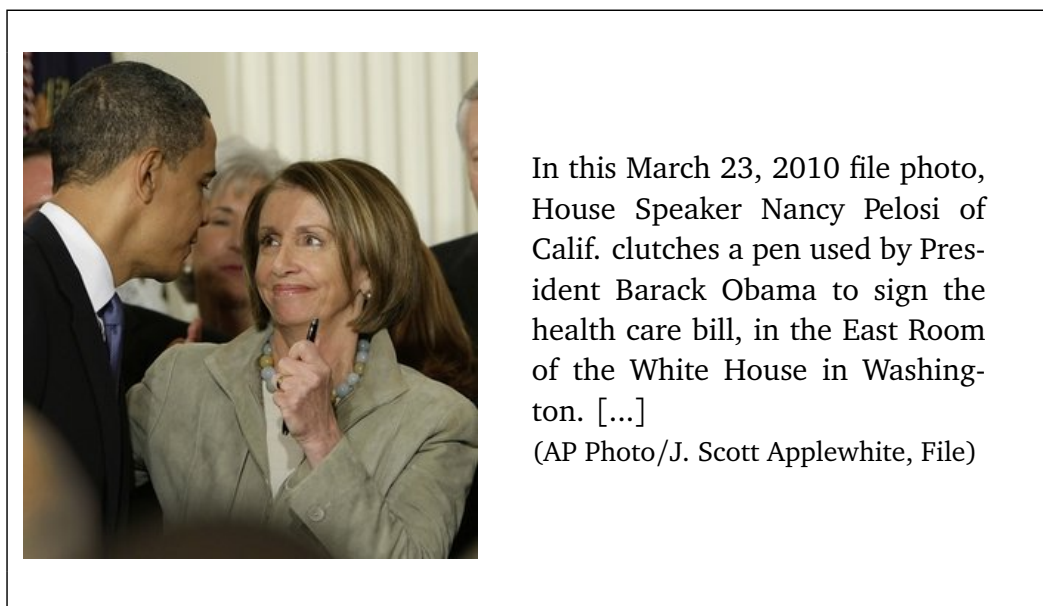 In this March 23, 2010 file photo,
House Speaker Nancy Pelosi of
Calif. clutches a pen used by Pres-
ident Barack Obama to sign the
health care bill, in the East Room
of the White House in Washing-
ton. [...]
(AP Photo/J. Scott Applewhite, File)